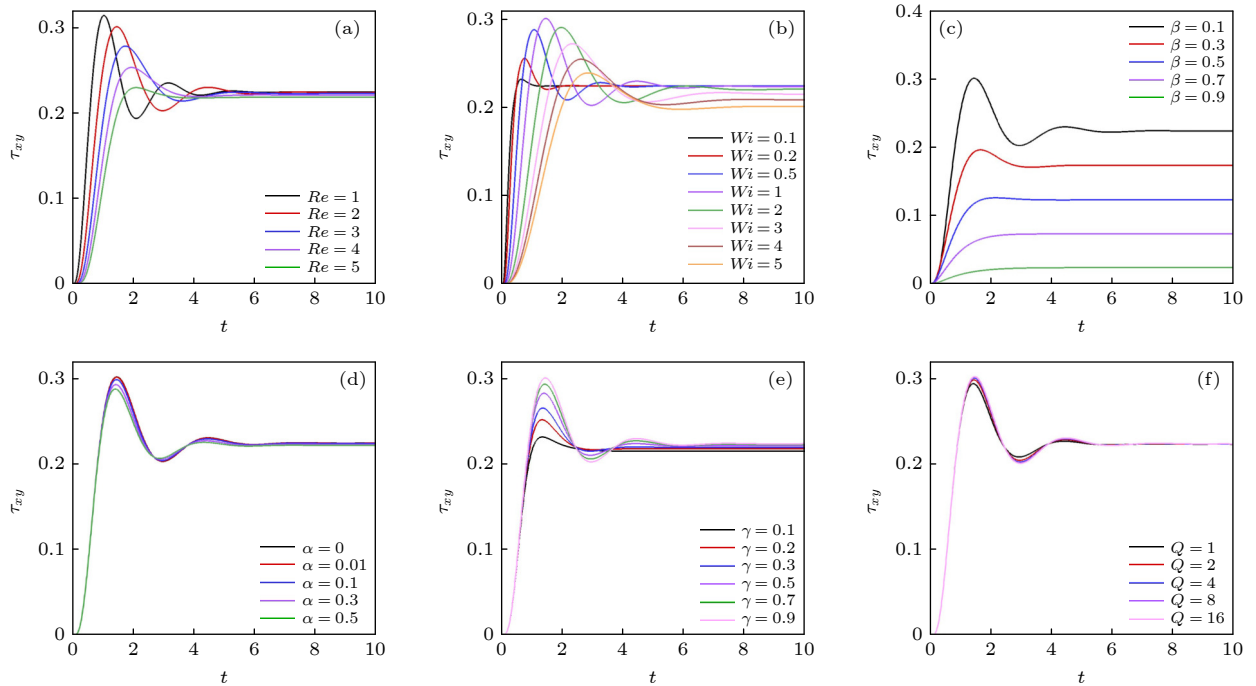 0.3
0.2
0.1
0
τxy
(a)
Re = 1
Re = 2
Re = 3
Re = 4
Re = 5
0 2 4 6 8 10
t
0.3
0.2
0.1
0
τxy
(b)
Wi = 0.1
Wi = 0.2
Wi = 0.5
Wi = 1
Wi = 2
Wi = 3
Wi = 4
Wi = 5
0 2 4 6 8 10
t
0.4
0.3
0.2
0.1
0
τxy
(c)
β = 0.1
β = 0.3
β = 0.5
β = 0.7
β = 0.9
0 2 4 6 8 10
t
0.3
0.2
0.1
0
τxy
(d)
α = 0
α = 0.01
α = 0.1
α = 0.3
α = 0.5
0 2 4 6 8 10
t
0.3
0.2
0.1
0
τxy
(e)
γ = 0.1
γ = 0.2
γ = 0.3
γ = 0.5
γ = 0.7
γ = 0.9
0 2 4 6 8 10
t
0.3
0.2
0.1
0
τxy
(f)
Q = 1
Q = 2
Q = 4
Q = 8
Q = 16
0 2 4 6 8 10
t